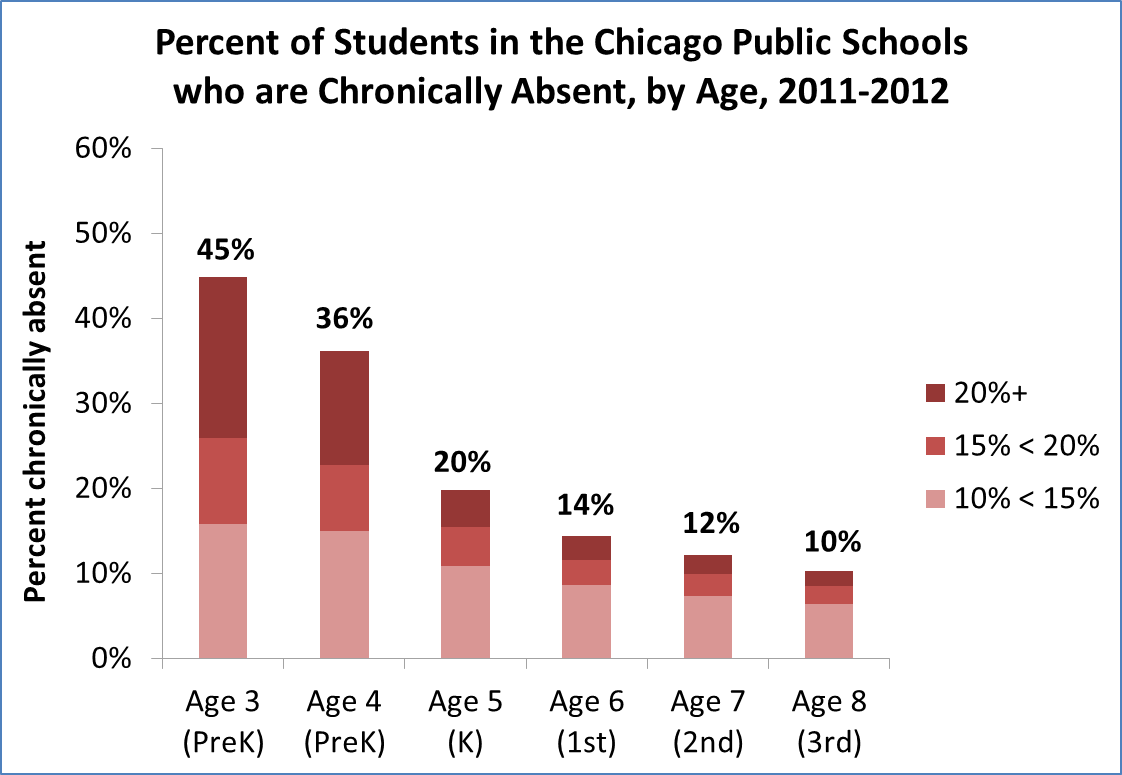 Percent of Students in the Chicago Public Schools
who are Chronically Absent, by Age, 2011-2012
Percent chronically absent
60%
50%
40%
30%
20%
10%
0%
45%
36%
20%
14%
12%
10%
20%+
15% < 20%
10% < 15%
Age 3
(PreK)
Age 4
(PreK)
Age 5
(K)
Age 6
(1st)
Age 7
(2nd)
Age 8
(3rd)